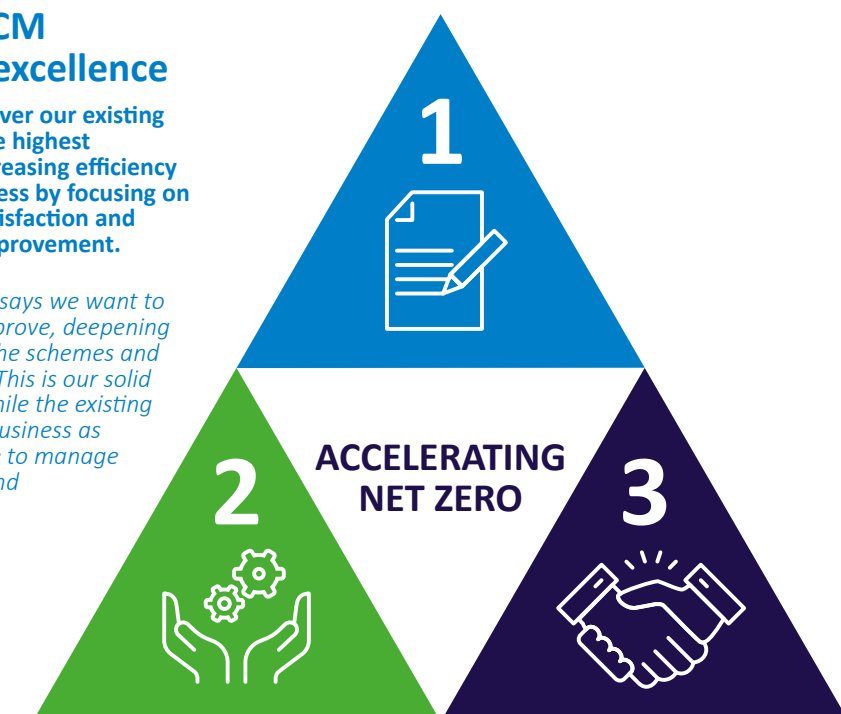 CM
excellence
ver our existing
e highest
reasing efficiency
ess by focusing on
isfaction and
provement.
says we want to
prove, deepening
he schemes and
This is our solid
hile the existing
usiness as
to manage
nd
1
2
ACCELERATING
NET ZERO
3